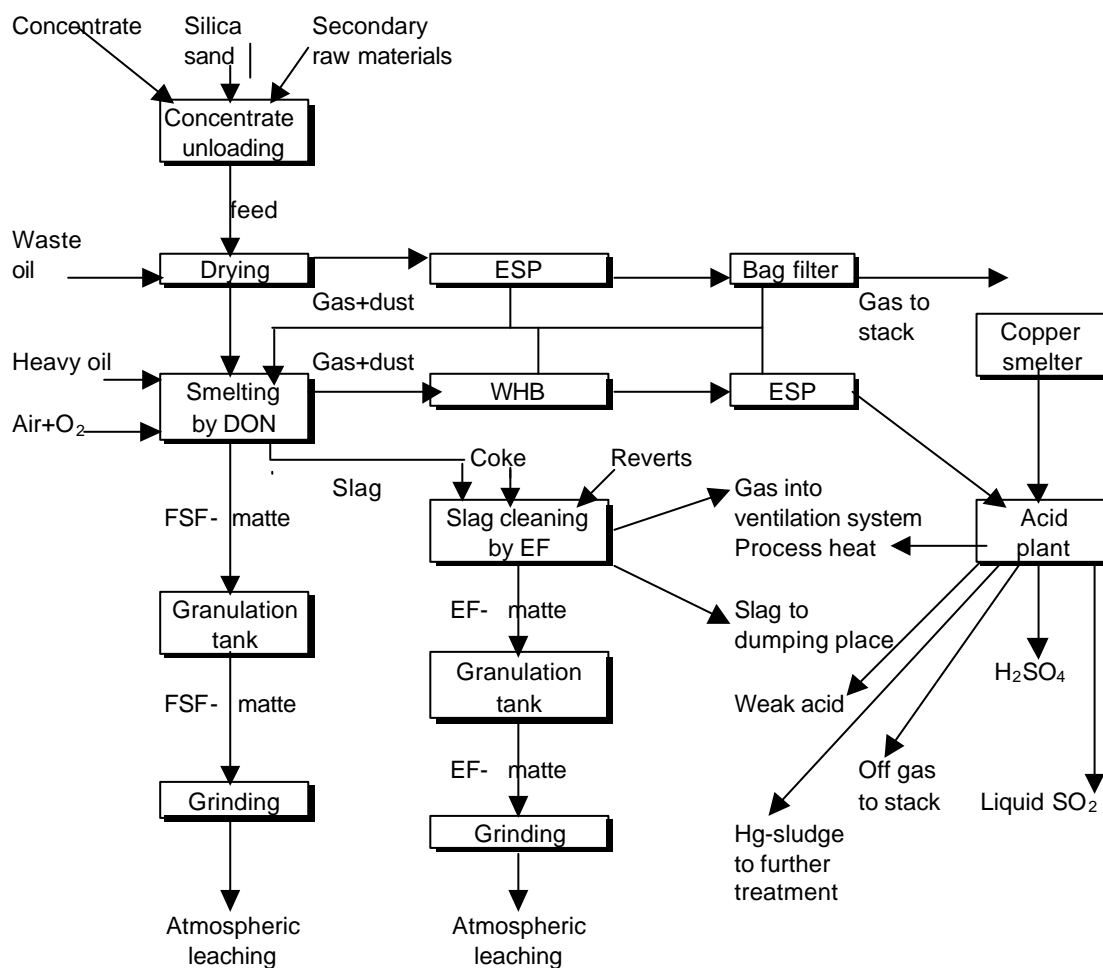 Concentrate
Silica
sand
Secondary
raw materials
Concentrate
unloading
feed
Waste
oil
Drying
ESP
Bag filter
Gas+dust
Gas to
stack
Copper
smelter
Heavy oil
Gas+dust
Smelting
by DON
WHB
ESP
Air+O₂
Slag
Coke
Reverts
FSF- matte
Slag cleaning
by EF
Gas into
ventilation system
Process heat
Acid
plant
Granulation
tank
EF- matte
Slag to
dumping place
FSF- matte
Granulation
tank
Weak acid
H₂SO₄
EF- matte
Off gas
to stack
Liquid SO₂
Grinding
Grinding
Hg-sludge
to further
treatment
Atmospheric
leaching
Atmospheric
leaching